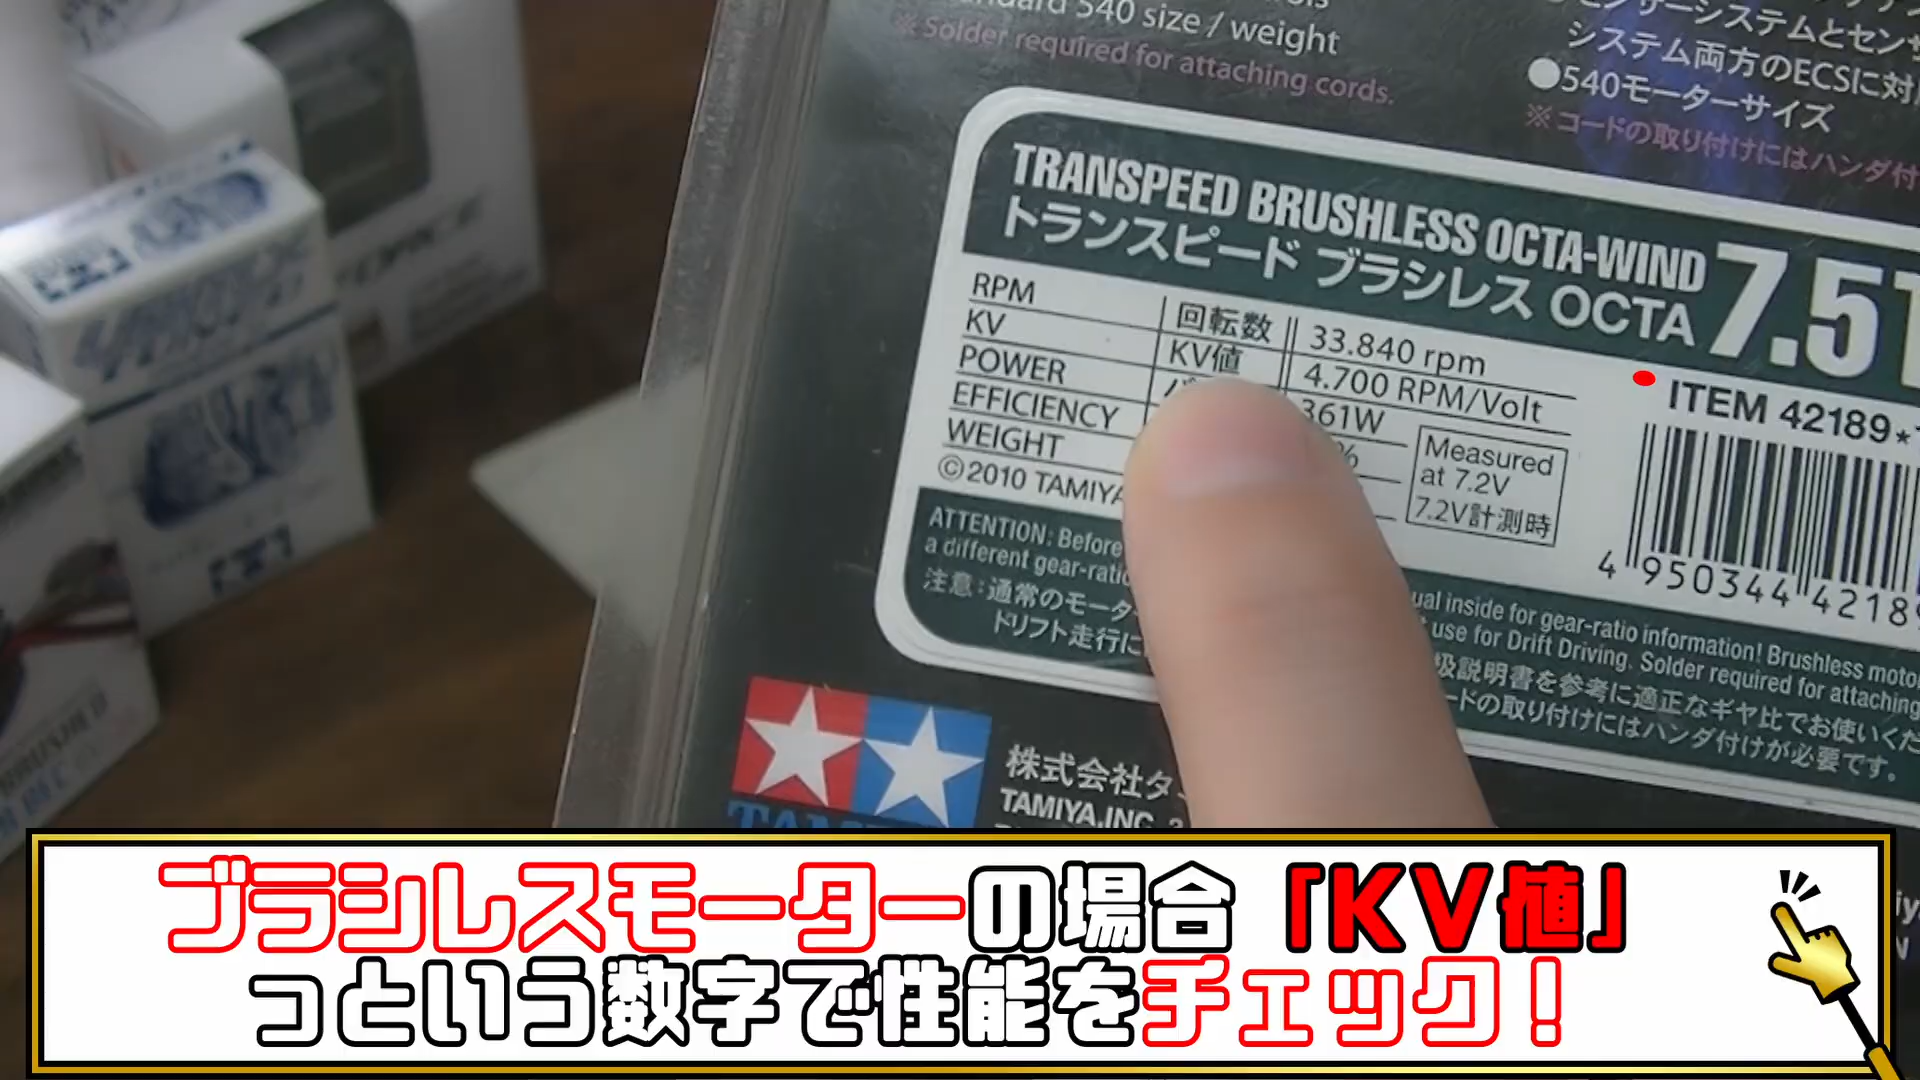 540 size / weight
※Solder required for attaching cords.
システム両方のECSに対
●540モーターサイズ
※コードの取り付けにはハンダ付
TRANSPEED BRUSHLESS OCTA-WIND 7.5T
トランスピード ブラシレス OCTA
RPM 回転数 33.840 rpm
KV KV値 4.700 RPM/Volt
POWER 361W
EFFICIENCY %
WEIGHT
Measured
at 7.2V
7.2V計測時
©2010 TAMIYA
ITEM 42189
4 950344 42189
ATTENTION: Before
a different gear-ratio
ual inside for gear-ratio information! Brushless moto
use for Drift Driving. Solder required for attaching
注意:通常のモータ
ドリフト走行に
扱説明書を参考に適正なギヤ比でお使いくだ
ードの取り付けにはハンダ付けが必要です。
株式会社タ
TAMIYA,INC.
ブラシレスモーターの場合「KV値」
っという数字で性能をチェック!